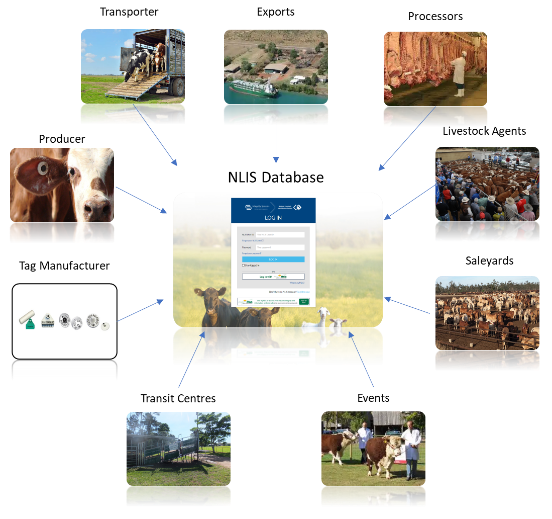 Transporter
Exports
Processors
Livestock Agents
Producer
NLIS Database
LOG IN
Saleyards
Tag Manufacturer
Transit Centres
Events